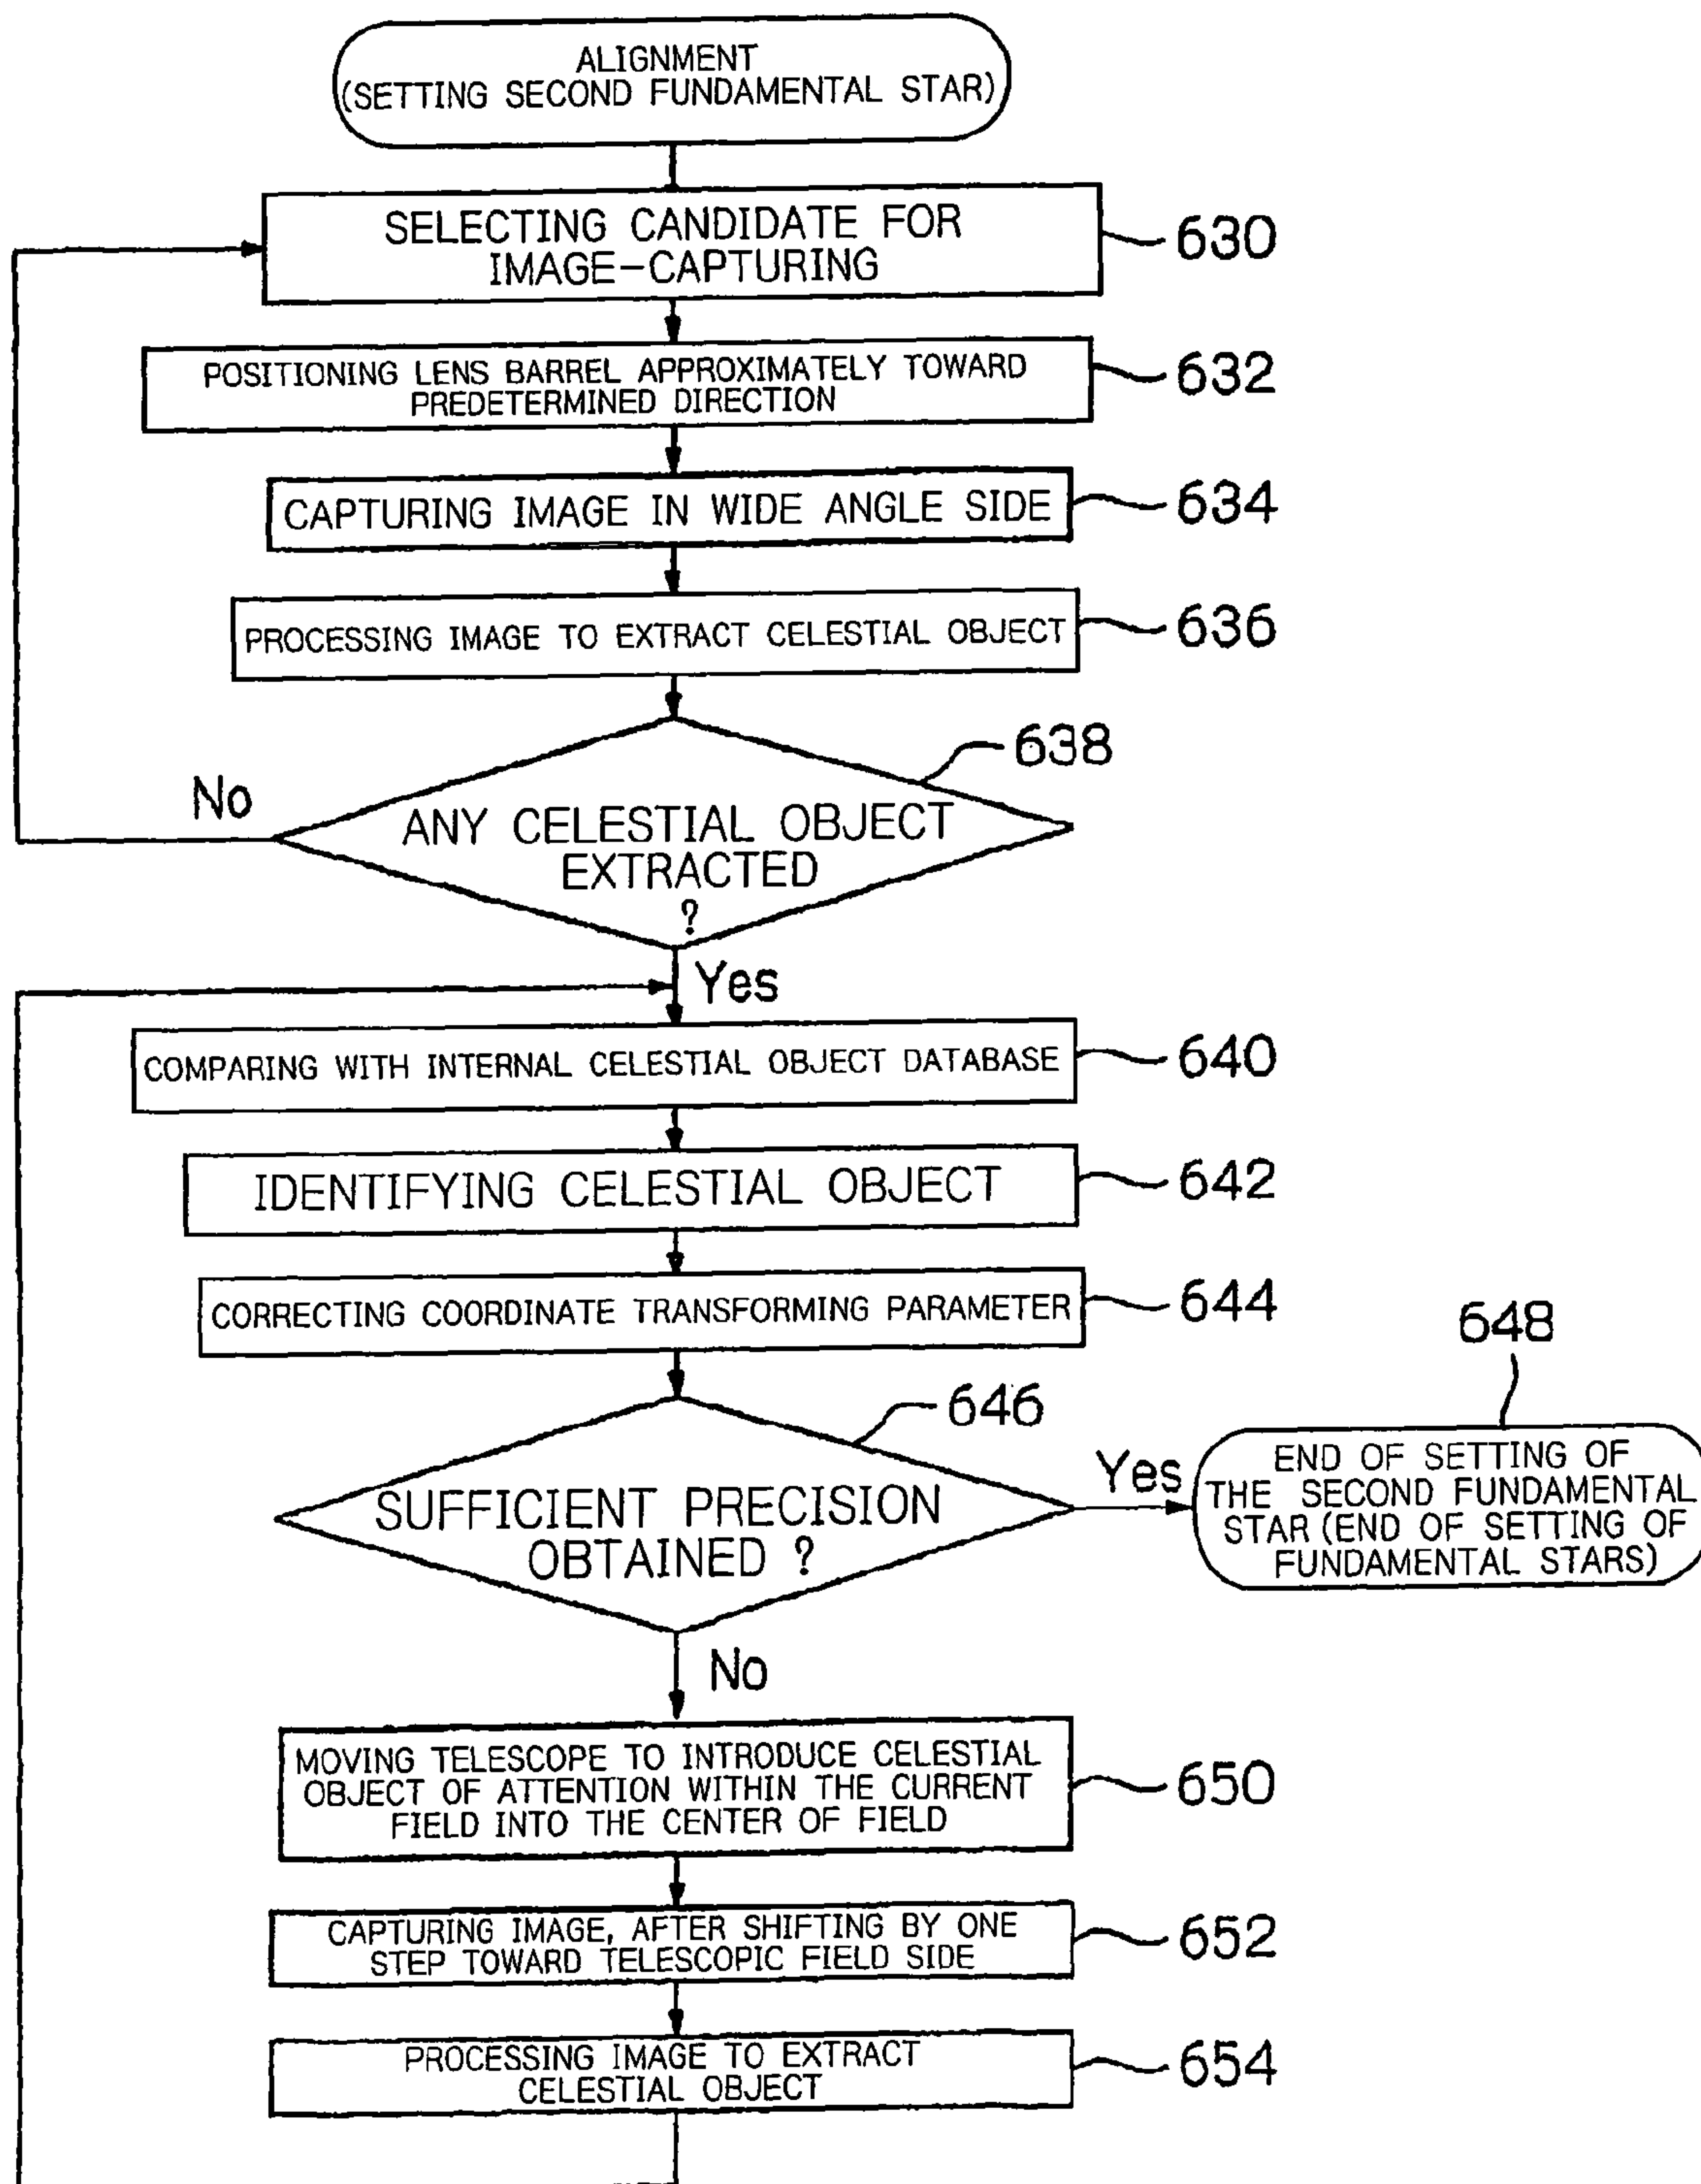 ALIGNMENT
(SETTING SECOND FUNDAMENTAL STAR)
SELECTING CANDIDATE FOR
IMAGE-CAPTURING
630
POSITIONING LENS BARREL APPROXIMATELY TOWARD
PREDETERMINED DIRECTION
632
CAPTURING IMAGE IN WIDE ANGLE SIDE
634
PROCESSING IMAGE TO EXTRACT CELESTIAL OBJECT
636
638
No
ANY CELESTIAL OBJECT
EXTRACTED
?
Yes
COMPARING WITH INTERNAL CELESTIAL OBJECT DATABASE
640
IDENTIFYING CELESTIAL OBJECT
642
CORRECTING COORDINATE TRANSFORMING PARAMETER
644
646
SUFFICIENT PRECISION
OBTAINED ?
Yes
648
END OF SETTING OF
THE SECOND FUNDAMENTAL
STAR (END OF SETTING OF
FUNDAMENTAL STARS)
No
MOVING TELESCOPE TO INTRODUCE CELESTIAL
OBJECT OF ATTENTION WITHIN THE CURRENT
FIELD INTO THE CENTER OF FIELD
650
CAPTURING IMAGE, AFTER SHIFTING BY ONE
STEP TOWARD TELESCOPIC FIELD SIDE
652
PROCESSING IMAGE TO EXTRACT
CELESTIAL OBJECT
654